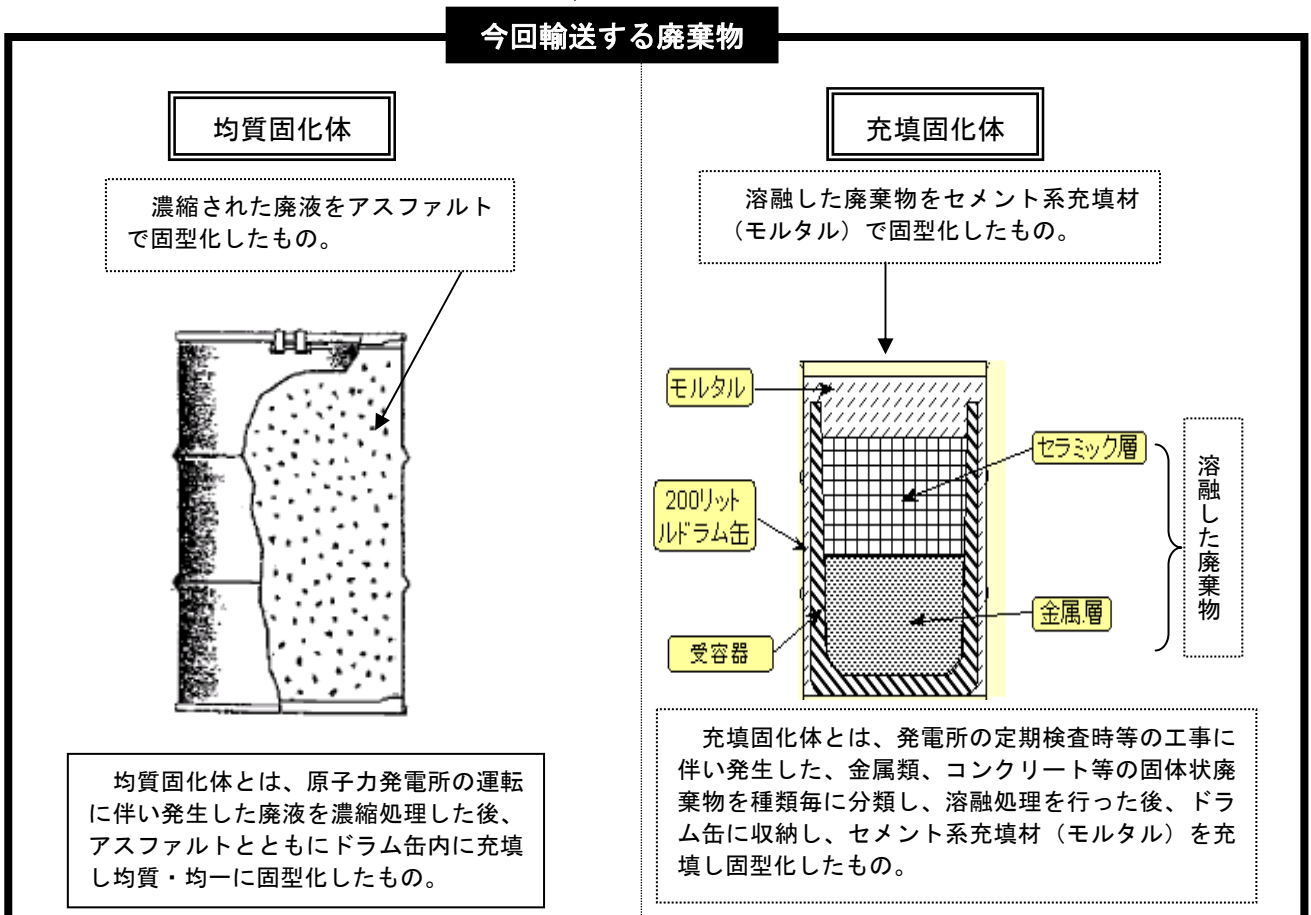 今回輸送する廃棄物
均質固化体
濃縮された廃液をアスファルト
で固型化したもの。
均質固化体とは、原子力発電所の運転
に伴い発生した廃液を濃縮処理した後、
アスファルトとともにドラム缶内に充填
し均質・均一に固型化したもの。
充填固化体
溶融した廃棄物をセメント系充填材
（モルタル）で固型化したもの。
モルタル
セラミック層
200リット
ルドラム缶
金属層
受容器
溶融した廃棄物
充填固化体とは、発電所の定期検査時等の工事に
伴い発生した、金属類、コンクリート等の固体状廃
棄物を種類毎に分類し、溶融処理を行った後、ドラ
ム缶に収納し、セメント系充填材（モルタル）を充
填し固型化したもの。